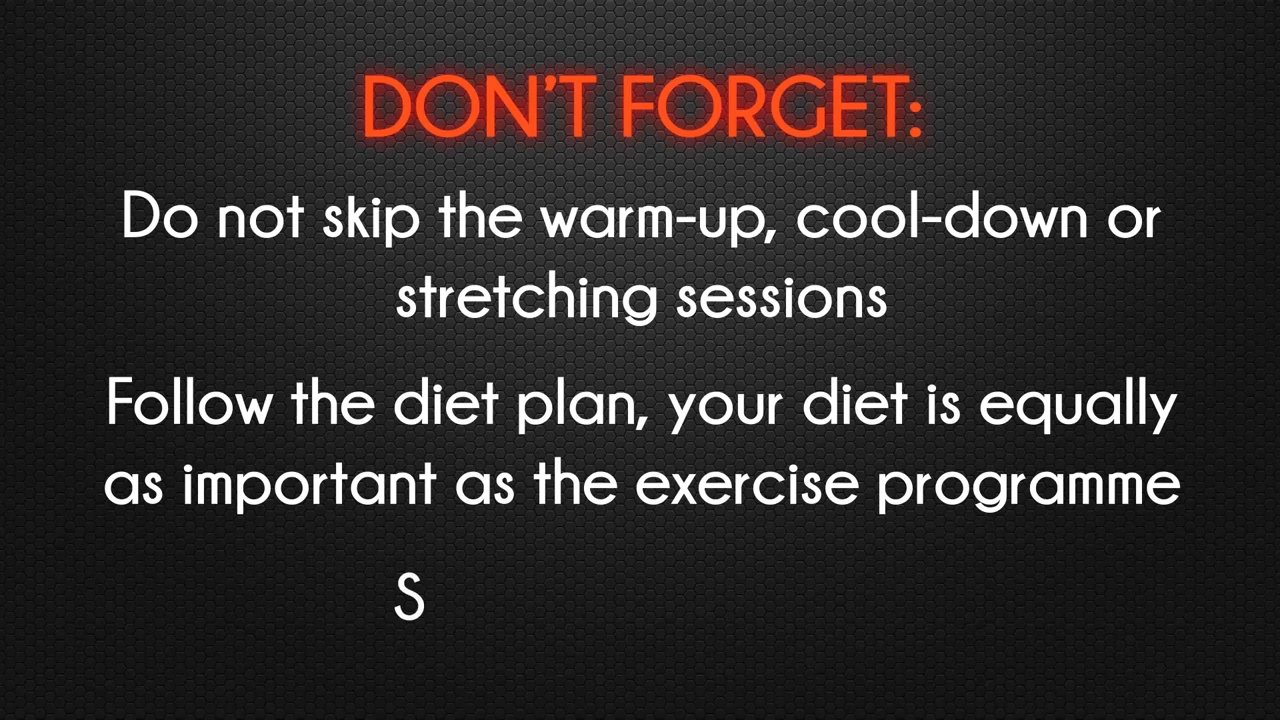 DON'T FORGET:
Do not skip the warm-up, cool-down or
stretching sessions
Follow the diet plan, your diet is equally
as important as the exercise programme
S